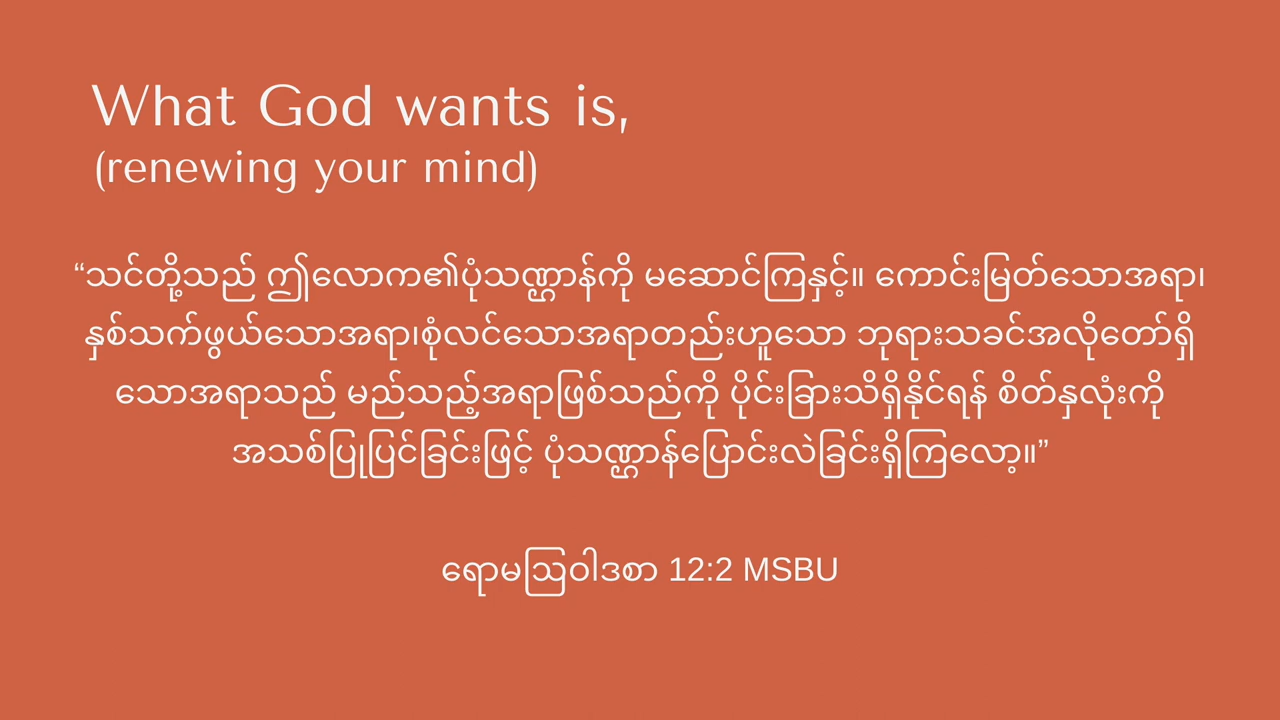 What God wants is,
(renewing your mind)
“သင်တို့သည် ဤလောက၏ပုံသဏ္ဌာန်ကို မဆောင်ကြနှင့်။ ကောင်းမြတ်သောအရာ၊
နှစ်သက်ဖွယ်သောအရာ၊စုံလင်သောအရာတည်းဟူသော ဘုရားသခင်အလိုတော်ရှိ
သောအရာသည် မည်သည့်အရာဖြစ်သည်ကို ပိုင်းခြားသိရှိနိုင်ရန် စိတ်နှလုံးကို
အသစ်ပြုပြင်ခြင်းဖြင့် ပုံသဏ္ဌာန်ပြောင်းလဲခြင်းရှိကြလော့။”
ရောမဩဝါဒစာ 12:2 MSBU